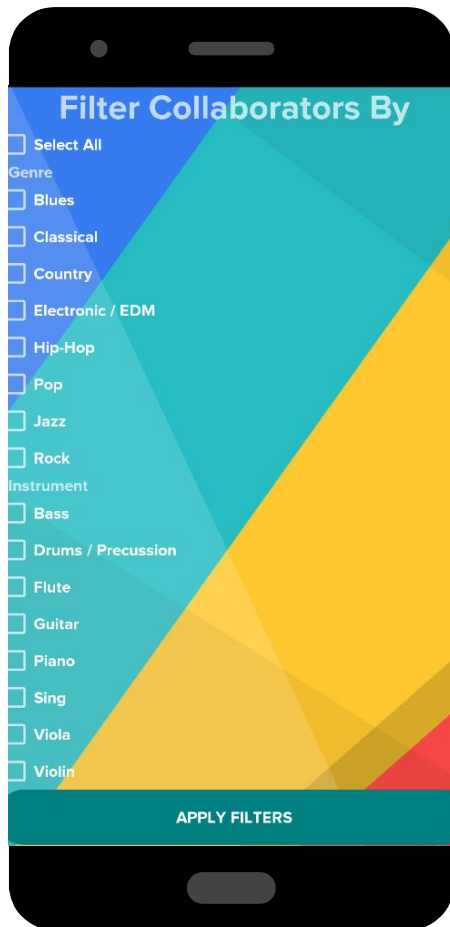 Filter Collaborators By
Select All
Genre
Blues
Classical
Country
Electronic / EDM
Hip-Hop
Pop
Jazz
Rock
Instrument
Bass
Drums / Precussion
Flute
Guitar
Piano
Sing
Viola
Violin
APPLY FILTERS